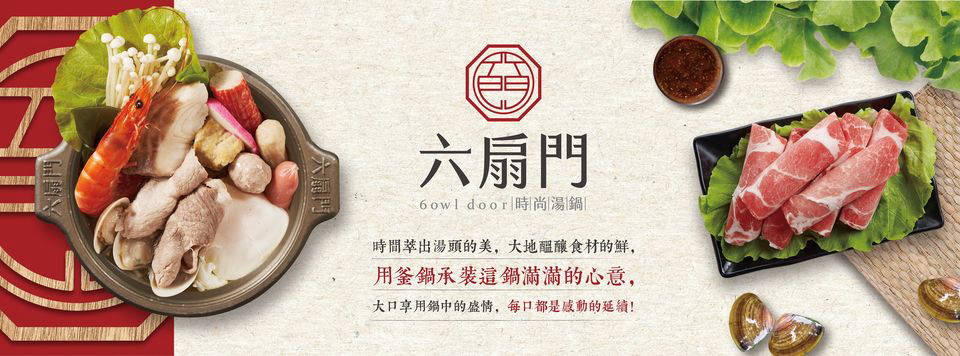 六扇門
6owl door|時|尚|湯|鍋|
時間萃出湯頭的美，大地醞釀食材的鮮，
用釜鍋承裝這鍋滿滿的心意，
大口享用鍋中的盛情，每口都是感動的延續！
六扇門
六扇門